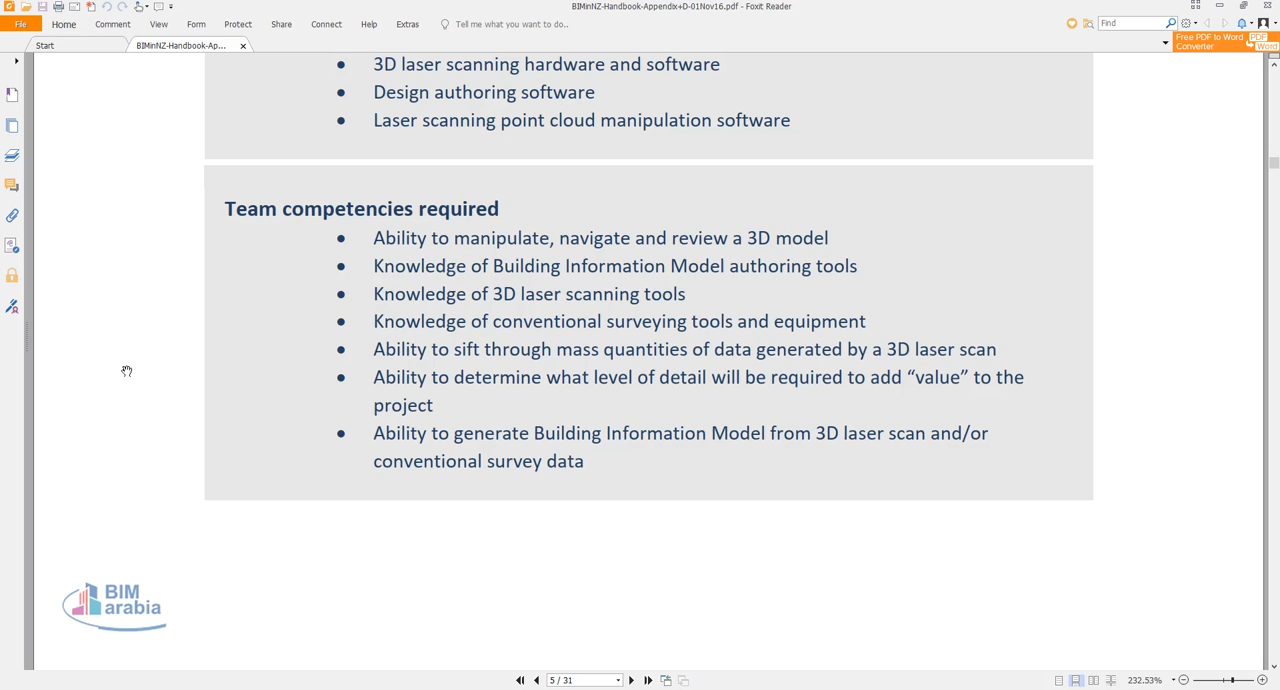 BIMinNZ-Handbook-Appendix+D-01Nov16.pdf - Foxit Reader
File Home Comment View Form Protect Share Connect Help Extras Tell me what you want to do.. Find
Start BIMinNZ-Handbook-Ap... Free PDF to Word
Converter
PDF
Word
• 3D laser scanning hardware and software
• Design authoring software
• Laser scanning point cloud manipulation software
Team competencies required
• Ability to manipulate, navigate and review a 3D model
• Knowledge of Building Information Model authoring tools
• Knowledge of 3D laser scanning tools
• Knowledge of conventional surveying tools and equipment
• Ability to sift through mass quantities of data generated by a 3D laser scan
• Ability to determine what level of detail will be required to add “value” to the
project
• Ability to generate Building Information Model from 3D laser scan and/or
conventional survey data
BIM
arabia
5 / 31 232.53%